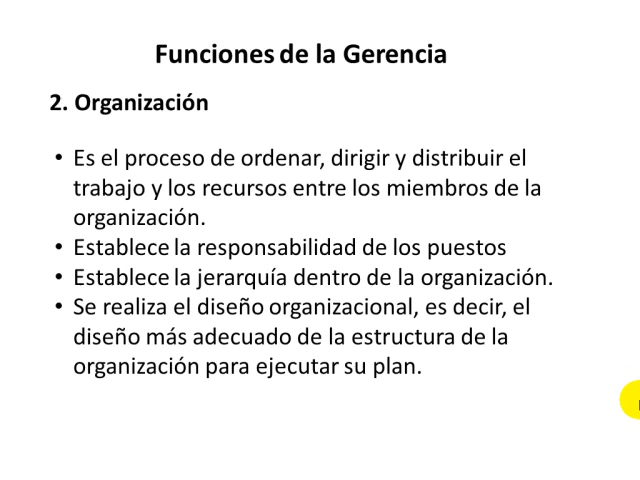 Funciones de la Gerencia
2. Organización
• Es el proceso de ordenar, dirigir y distribuir el
trabajo y los recursos entre los miembros de la
organización.
• Establece la responsabilidad de los puestos
• Establece la jerarquía dentro de la organización.
• Se realiza el diseño organizacional, es decir, el
diseño más adecuado de la estructura de la
organización para ejecutar su plan.